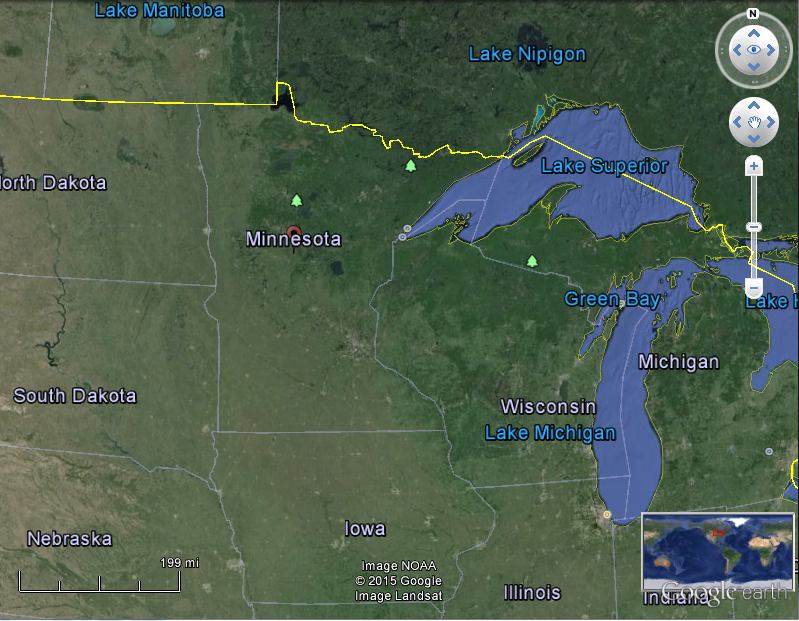 Lake Manitoba
N
Lake Nipigon
Lake Superior
orth Dakota
Minnesota
Green Bay
Lake H
Michigan
South Dakota
Wisconsin
Lake Michigan
Iowa
Nebraska
199 mi
Image NOAA
© 2015 Google
Image Landsat
Illinois
Indiana
Google earth